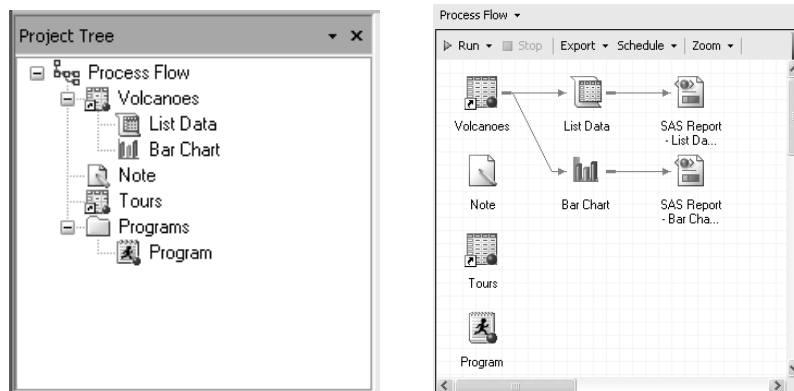 Project Tree
Process Flow
Volcanoes
List Data
Bar Chart
Note
Tours
Programs
Program
Process Flow
Run Stop Export Schedule Zoom
Volcanoes List Data SAS Report
- List Da...
Note Bar Chart SAS Report
- Bar Cha...
Tours
Program